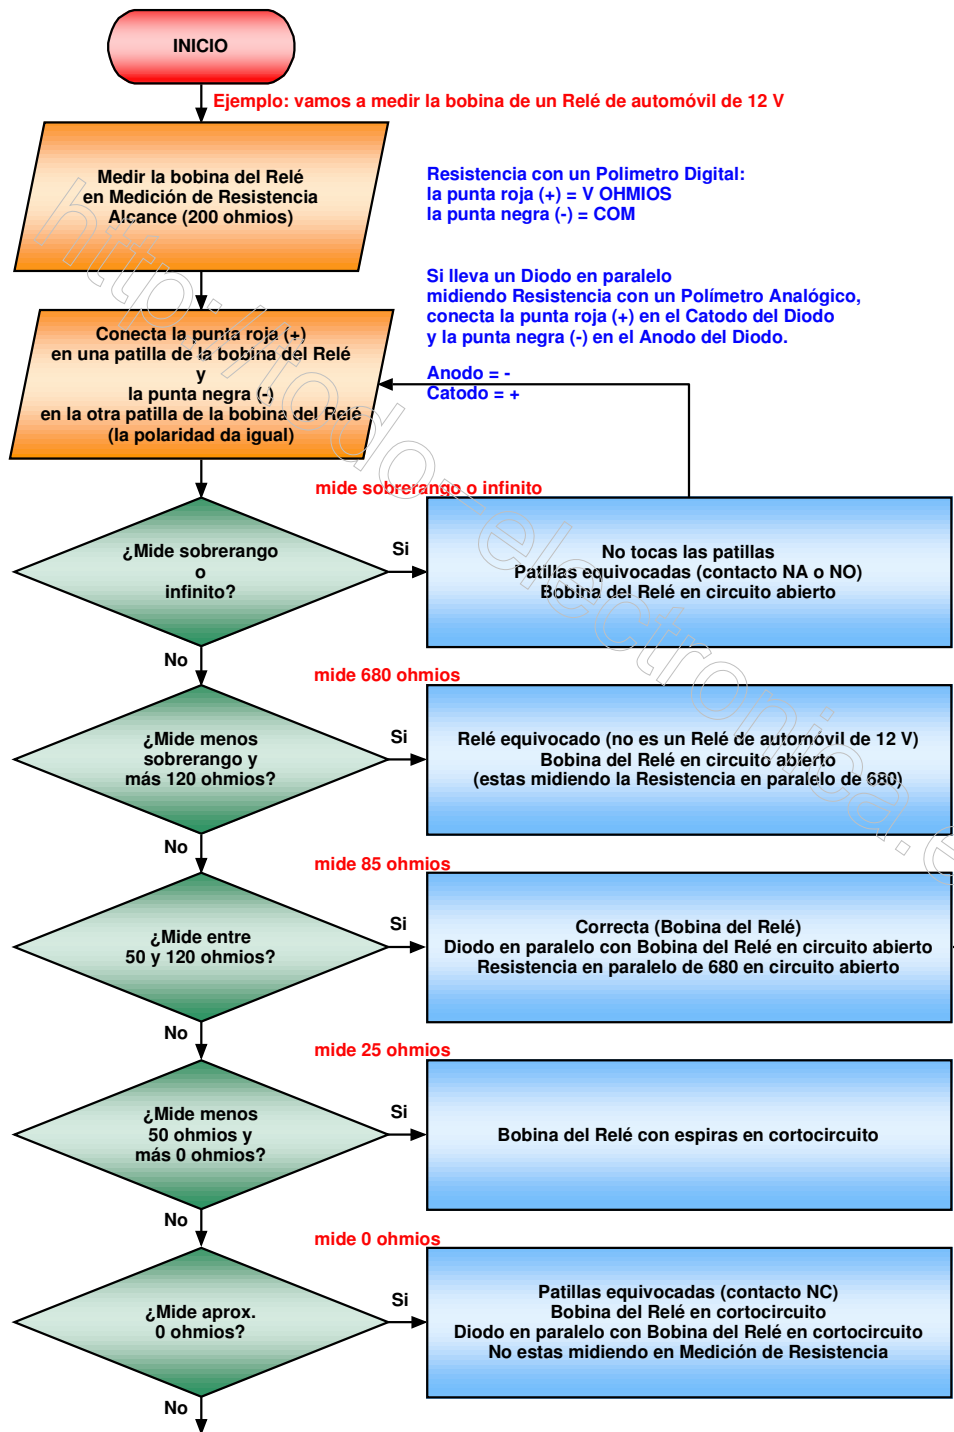 INICIO
Ejemplo: vamos a medir la bobina de un Relé de automóvil de 12 V
Medir la bobina del Relé
en Medición de Resistencia
Alcance (200 ohmios)
Resistencia con un Polimetro Digital:
la punta roja (+) = V OHMIOS
la punta negra (-) = COM
Si lleva un Diodo en paralelo
midiendo Resistencia con un Polímetro Analógico,
conecta la punta roja (+) en el Catodo del Diodo
y la punta negra (-) en el Anodo del Diodo.
Anodo = -
Catodo = +
Conecta la punta roja (+)
en una patilla de la bobina del Relé
y
la punta negra (-)
en la otra patilla de la bobina del Relé
(la polaridad da igual)
mide sobrerango o infinito
¿Mide sobrerango
o
infinito?
Si
No tocas las patillas
Patillas equivocadas (contacto NA o NO)
Bobina del Relé en circuito abierto
No
mide 680 ohmios
¿Mide menos
sobrerango y
más 120 ohmios?
Si
Relé equivocado (no es un Relé de automóvil de 12 V)
Bobina del Relé en circuito abierto
(estas midiendo la Resistencia en paralelo de 680)
No
mide 85 ohmios
¿Mide entre
50 y 120 ohmios?
Si
Correcta (Bobina del Relé)
Diodo en paralelo con Bobina del Relé en circuito abierto
Resistencia en paralelo de 680 en circuito abierto
No
mide 25 ohmios
¿Mide menos
50 ohmios y
más 0 ohmios?
Si
Bobina del Relé con espiras en cortocircuito
No
mide 0 ohmios
¿Mide aprox.
0 ohmios?
Si
Patillas equivocadas (contacto NC)
Bobina del Relé en cortocircuito
Diodo en paralelo con Bobina del Relé en cortocircuito
No estas midiendo en Medición de Resistencia
No
http://todo-electronica.e